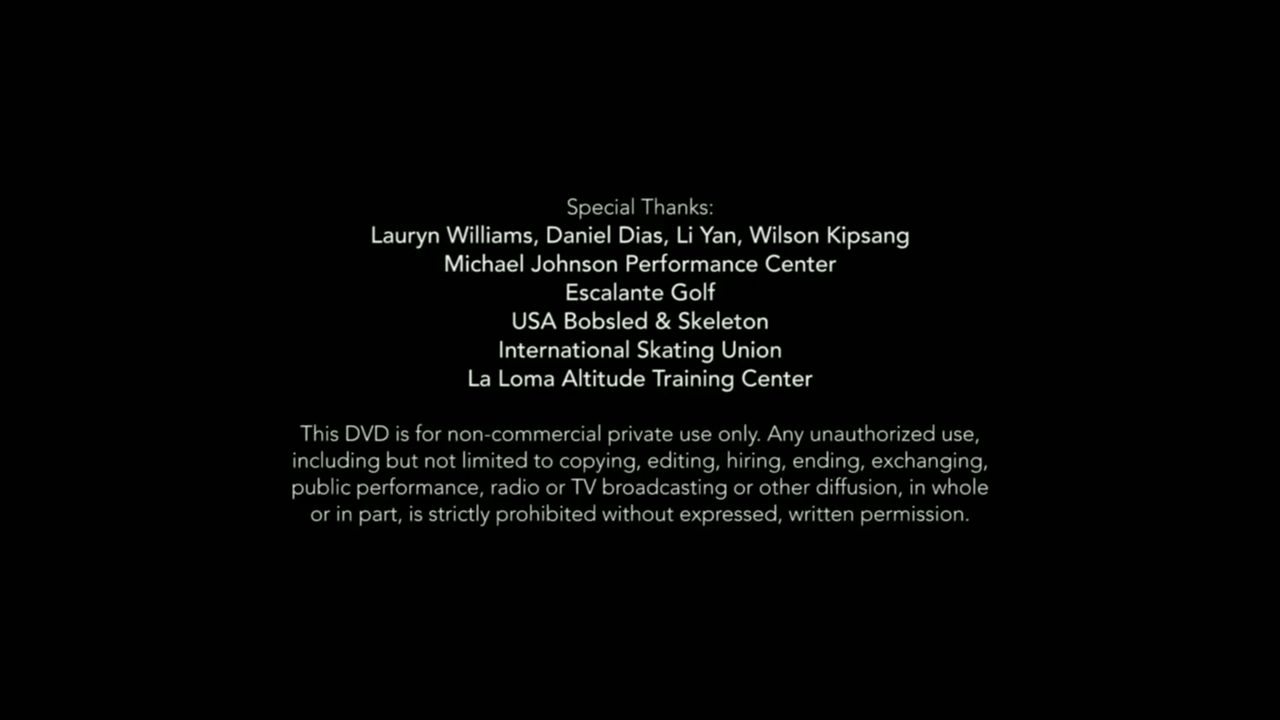 Special Thanks:
Lauryn Williams, Daniel Dias, Li Yan, Wilson Kipsang
Michael Johnson Performance Center
Escalante Golf
USA Bobsled & Skeleton
International Skating Union
La Loma Altitude Training Center
This DVD is for non-commercial private use only. Any unauthorized use,
including but not limited to copying, editing, hiring, ending, exchanging,
public performance, radio or TV broadcasting or other diffusion, in whole
or in part, is strictly prohibited without expressed, written permission.